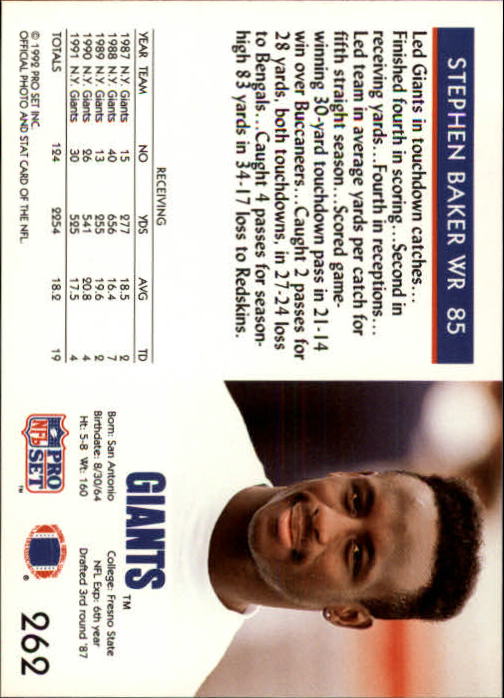 STEPHEN BAKER WR 85
Led Giants in touchdown catches...
Finished fourth in scoring...Second in
receiving yards...Fourth in receptions...
Led team in average yards per catch for
fifth straight season...Scored game-
winning 30-yard touchdown pass in 21-14
win over Buccaneers...Caught 2 passes for
28 yards, both touchdowns, in 27-24 loss
to Bengals...Caught 4 passes for season-
high 83 yards in 34-17 loss to Redskins.
RECEIVING
YEAR TEAM NO YDS AVG TD
1987 N.Y. Giants 15 277 18.5 2
1988 N.Y. Giants 40 656 16.4 7
1989 N.Y. Giants 13 255 19.6 2
1990 N.Y. Giants 26 541 20.8 4
1991 N.Y. Giants 30 525 17.5 4
TOTALS 124 2254 18.2 19
© 1992 PRO SET INC.
OFFICIAL PHOTO AND STAT CARD OF THE NFL.
GIANTS™
Born: San Antonio
Birthdate: 8/30/64
Ht: 5-8 Wt: 160
College: Fresno State
NFL Exp: 6th year
Drafted 3rd round '87
PRO
NFL
SET
™
®
262